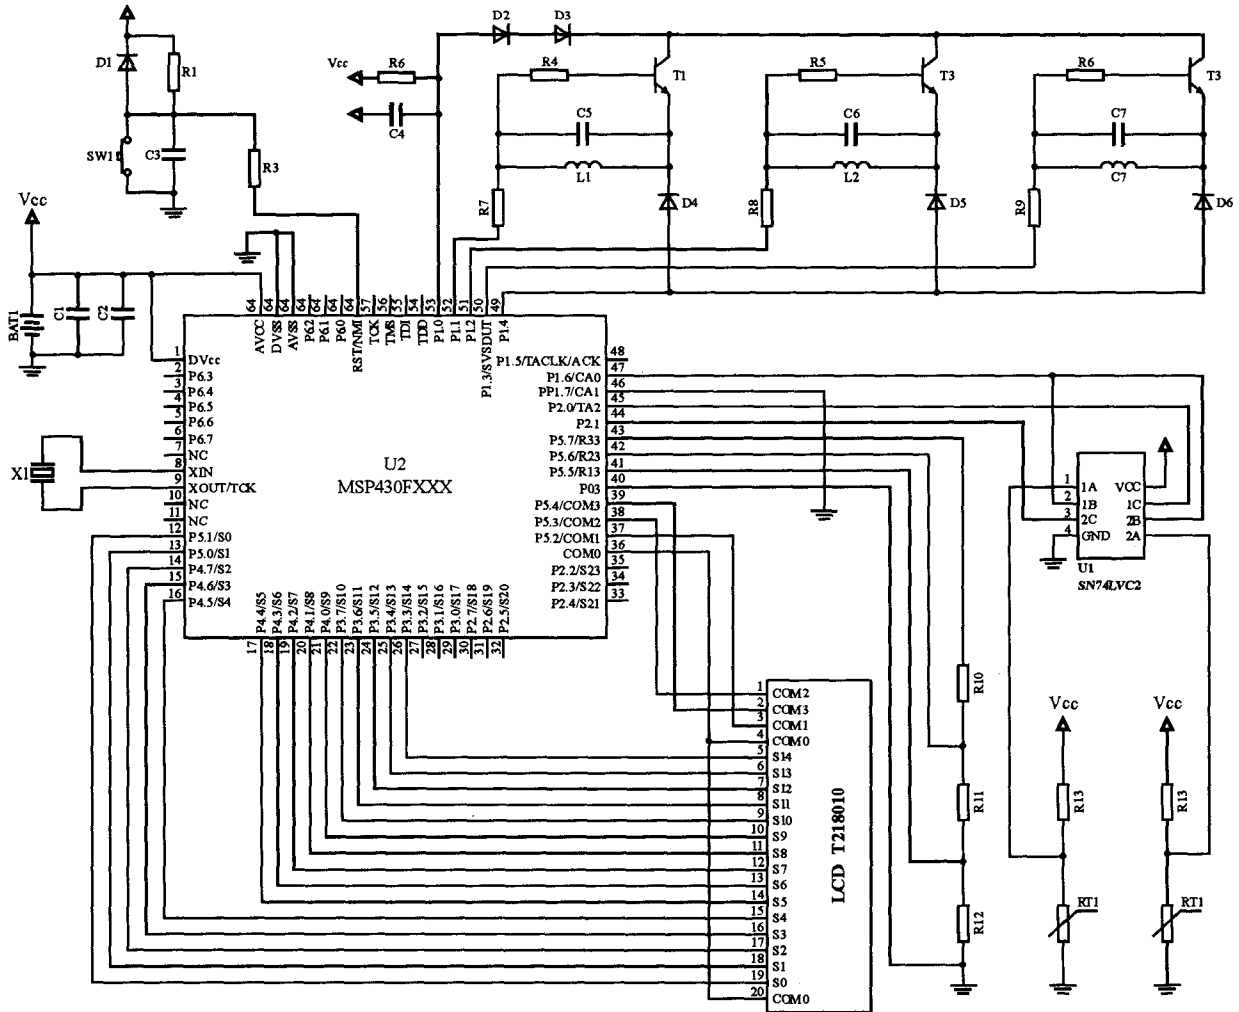 D2 D3
D1 R1
Vcc R6
R4 T1
R5 T3
R6 T3
C4
C5 C6 C7
SW1 C3 R3
L1 L2 C7
R7 D4 R8 D5 R9 D6
Vcc
BAT1 C1 C2
64 64 64 64 64 64 64 57 56 55 54 53 52 51 50 49
AVCC DVSS AVSS P6.2 P6.1 P6.0 RST/NMI TCK TMS TDI TDD P1.0 P1.1 P1.2 P1.3/SVSDUT P1.4
1 DVcc
2 P6.3
3 P6.4
4 P6.5
5 P6.6
6 P6.7
7 NC
8 XIN
9 XOUT/TCK
10 NC
11 NC
12 P5.1/S0
13 P5.0/S1
14 P4.7/S2
15 P4.6/S3
16 P4.5/S4
X1
U2
MSP430FXXX
P1.5/TACLK/ACK 48
P1.6/CA0 47
PP1.7/CA1 46
P2.0/TA2 45
P2.1 44
P5.7/R33 43
P5.6/R23 42
P5.5/R13 41
P03 40
P5.4/COM3 39
P5.3/COM2 38
P5.2/COM1 37
COM0 36
P2.2/S23 35
P2.3/S22 34
P2.4/S21 33
P4.4/S5 P4.3/S6 P4.2/S7 P4.1/S8 P4.0/S9 P3.7/S10 P3.6/S11 P3.5/S12 P3.4/S13 P3.3/S14 P3.2/S15 P3.1/S16 P3.0/S17 P2.7/S18 P2.6/S19 P2.5/S20
17 18 19 20 21 22 23 24 25 26 27 28 29 30 31 32
1 1A VCC
2 1B 1C
3 2C 2B
4 GND 2A
U1
SN74LVC2
R10
1 COM2
2 COM3
3 COM1
4 COM0
5 S14
6 S13
7 S12
8 S11
9 S10
10 S9
11 S8
12 S7
13 S6
14 S5
15 S4
16 S3
17 S2
18 S1
19 S0
20 COM0
LCD T218010
Vcc Vcc
R11 R13 R13
R12 RT1 RT1